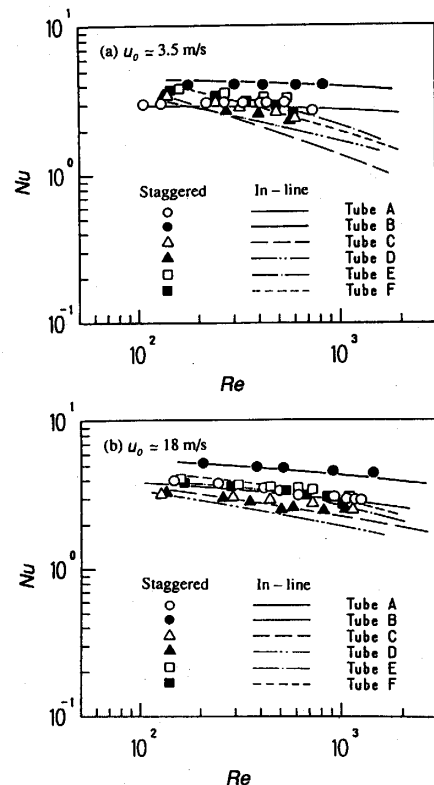 10¹
(a) u₀ ≃ 3.5 m/s
10⁰
Nu
Staggered In – line
Tube A
Tube B
Tube C
Tube D
Tube E
Tube F
10⁻¹
10² 10³
Re
10¹
(b) u₀ ≃ 18 m/s
10⁰
Nu
Staggered In – line
Tube A
Tube B
Tube C
Tube D
Tube E
Tube F
10⁻¹
10² 10³
Re